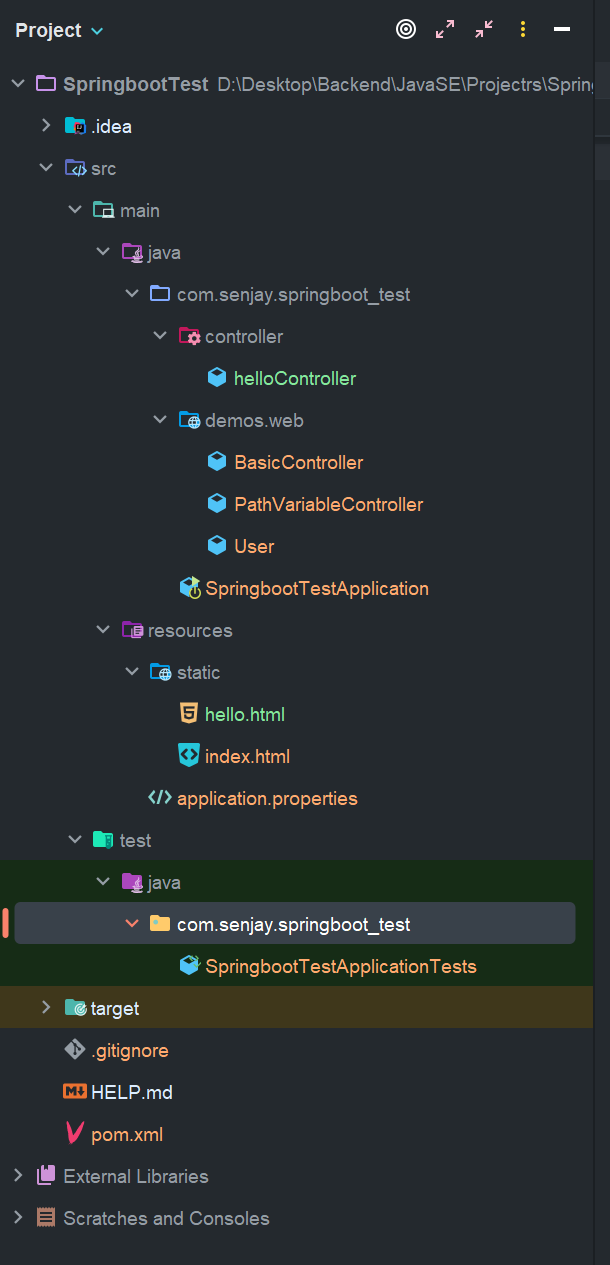 Project
SpringbootTest D:\Desktop\Backend\JavaSE\Projectrs\Spring
.idea
src
main
java
com.senjay.springboot_test
controller
helloController
demos.web
BasicController
PathVariableController
User
SpringbootTestApplication
resources
static
hello.html
index.html
application.properties
test
java
com.senjay.springboot_test
SpringbootTestApplicationTests
target
.gitignore
HELP.md
pom.xml
External Libraries
Scratches and Consoles